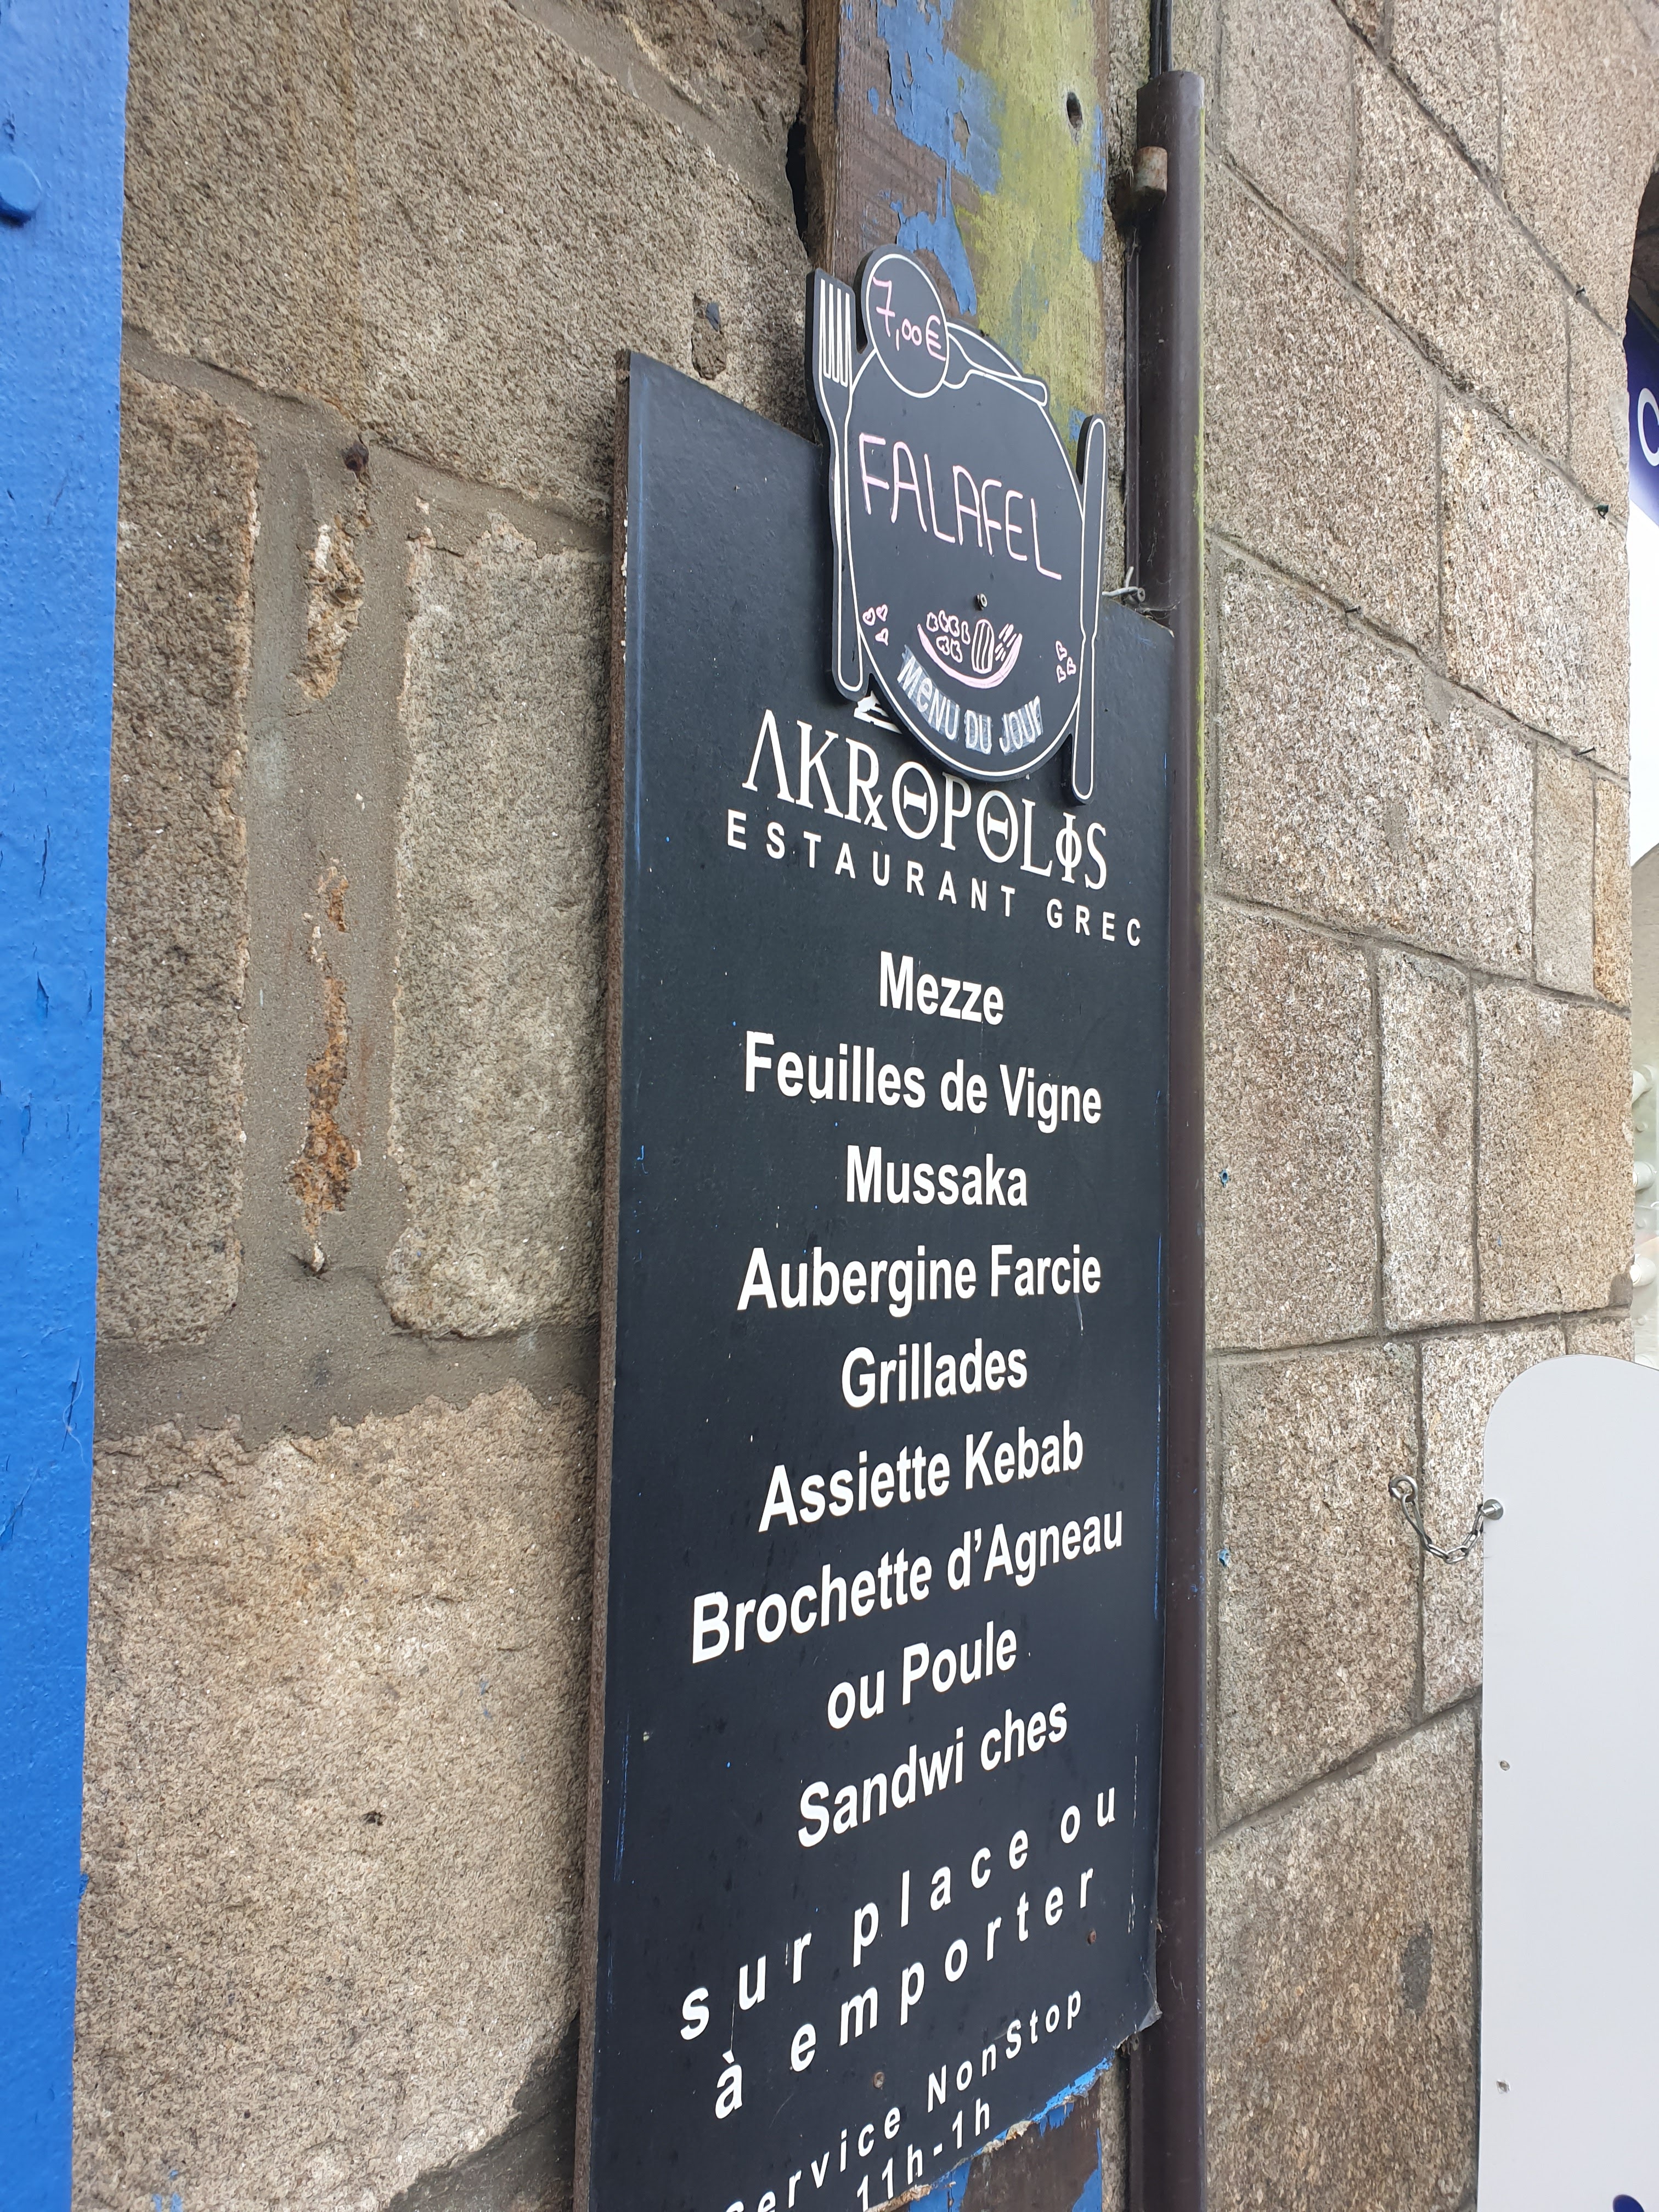 7,00€
FALAFEL
MENU DU JOUR
AKROPOLIS
ESTAURANT GREC
Mezze
Feuilles de Vigne
Mussaka
Aubergine Farcie
Grillades
Assiette Kebab
Brochette d'Agneau
ou Poule
Sandwi ches
sur place ou
à emporter
Service NonStop
11h-1h